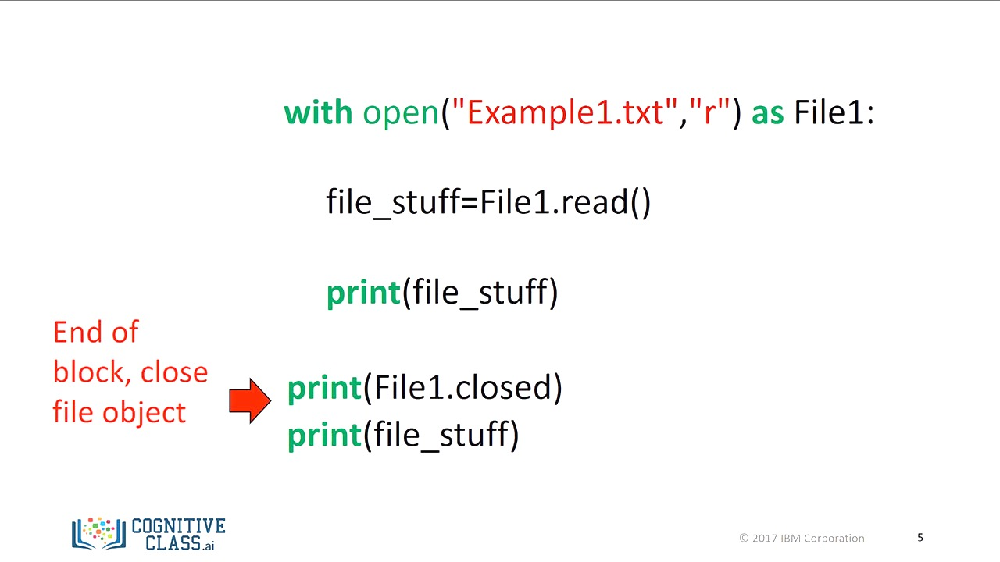 with open("Example1.txt","r") as File1:
file_stuff=File1.read()
print(file_stuff)
End of
block, close
file object
print(File1.closed)
print(file_stuff)
COGNITIVE
CLASS.ai
© 2017 IBM Corporation
5